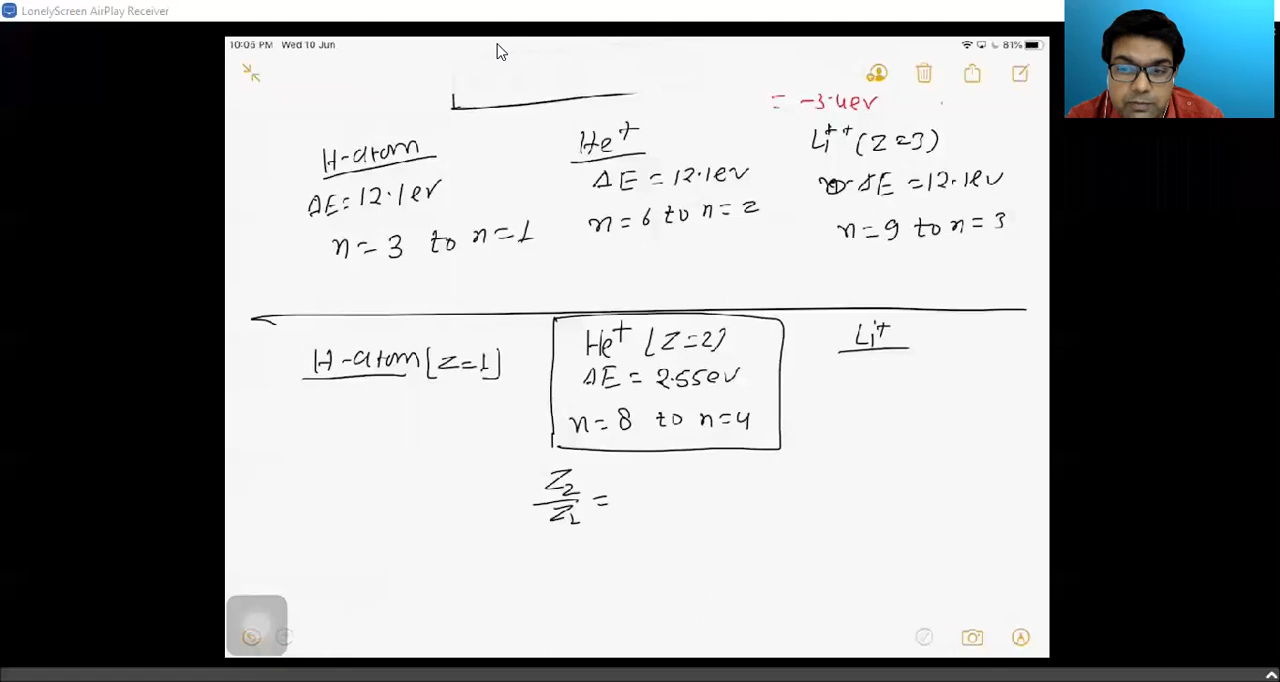 LonelyScreen AirPlay Receiver
10:05 PM Wed 10 Jun
81%
= -3.4ev
H-atom
ΔE = 12.1ev
n = 3 to n = 1
He+
ΔE = 12.1ev
n = 6 to n = 2
Li++ (Z=3)
ΔE = 12.1ev
n = 9 to n = 3
H-atom [Z=1]
He+ [Z=2]
ΔE = 2.55ev
n = 8 to n = 4
Li+
Z2/Z1 =